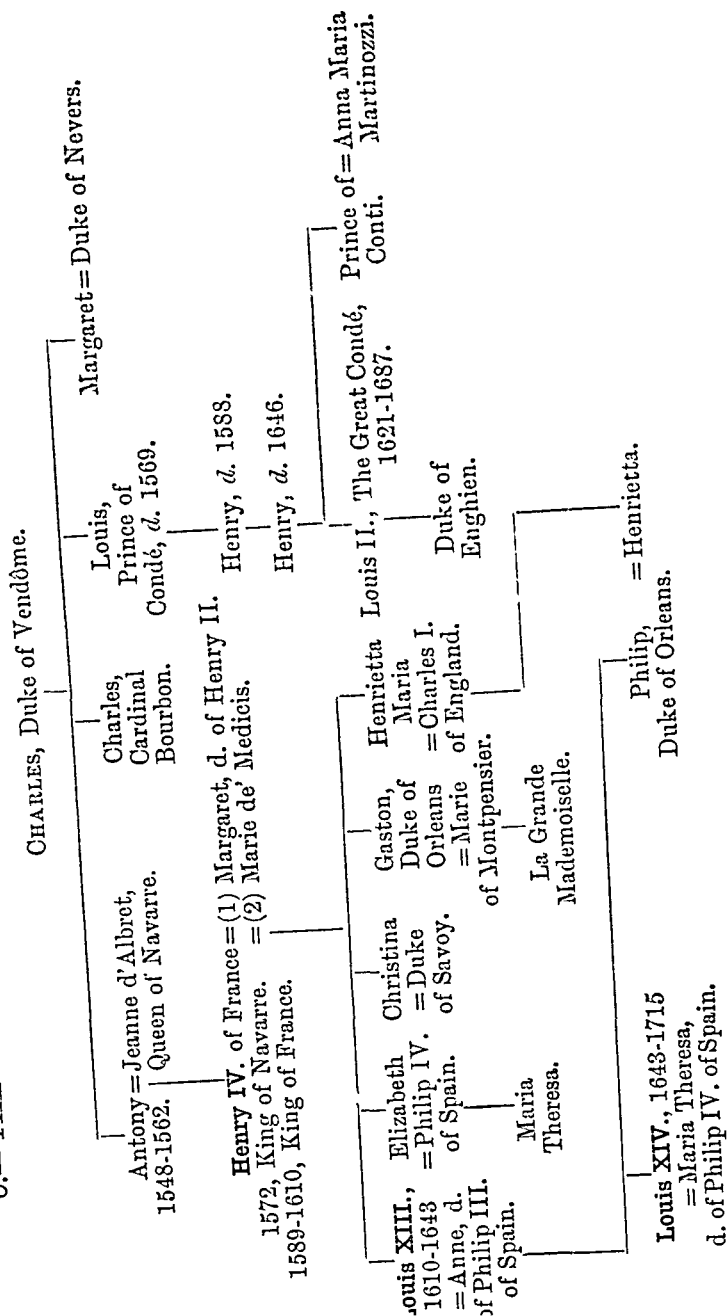 CHARLES, Duke of Vendôme.
Antony = Jeanne d'Albret,
1548-1562. Queen of Navarre.
Charles,
Cardinal
Bourbon.
Louis,
Prince of
Condé, d. 1569.
Margaret = Duke of Nevers.
Henry IV. of France = (1) Margaret, d. of Henry II.
1572, King of Navarre. = (2) Marie de' Medicis.
1589-1610, King of France.
Henry, d. 1588.
Henry, d. 1646.
Louis XIII.,
1610-1643
= Anne, d.
of Philip III.
of Spain.
Elizabeth
= Philip IV.
of Spain.
Maria
Theresa.
Christina
= Duke
of Savoy.
Gaston,
Duke of
Orleans
= Marie
of Montpensier.
La Grande
Mademoiselle.
Henrietta
Maria
= Charles I.
of England.
Louis II., The Great Condé,
1621-1687.
Duke of
Enghien.
Prince of = Anna Maria
Conti. Martinozzi.
Louis XIV., 1643-1715
= Maria Theresa,
d. of Philip IV. of Spain.
Philip, = Henrietta.
Duke of Orleans.